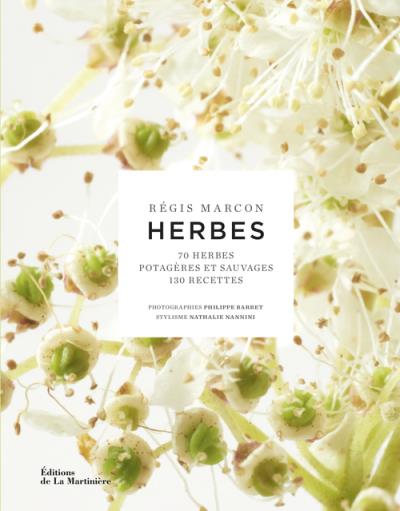 RÉGIS MARCON
HERBES
70 HERBES
POTAGÈRES ET SAUVAGES
130 RECETTES
PHOTOGRAPHIES PHILIPPE BARRET
STYLISME NATHALIE NANNINI
Éditions
de La Martinière